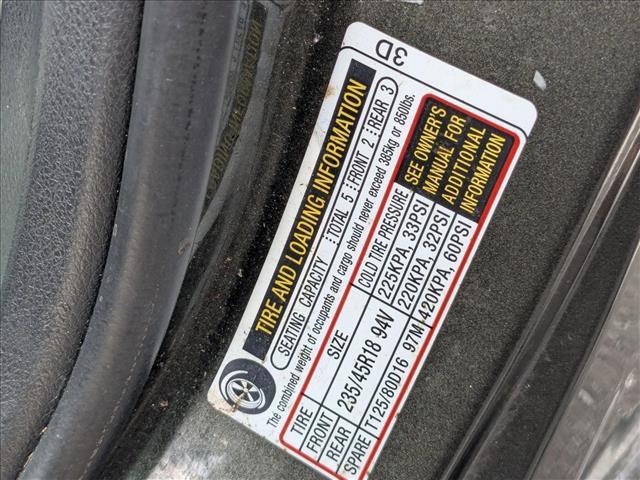 3D
TIRE AND LOADING INFORMATION
SEATING CAPACITY TOTAL 5 FRONT 2 REAR 3
The combined weight of occupants and cargo should never exceed 385kg or 850lbs.
TIRE SIZE COLD TIRE PRESSURE
FRONT 235/45R18 94V 225KPA, 33PSI
REAR 220KPA, 32PSI
SPARE T125/80D16 97M 420KPA, 60PSI
SEE OWNER'S
MANUAL FOR
ADDITIONAL
INFORMATION